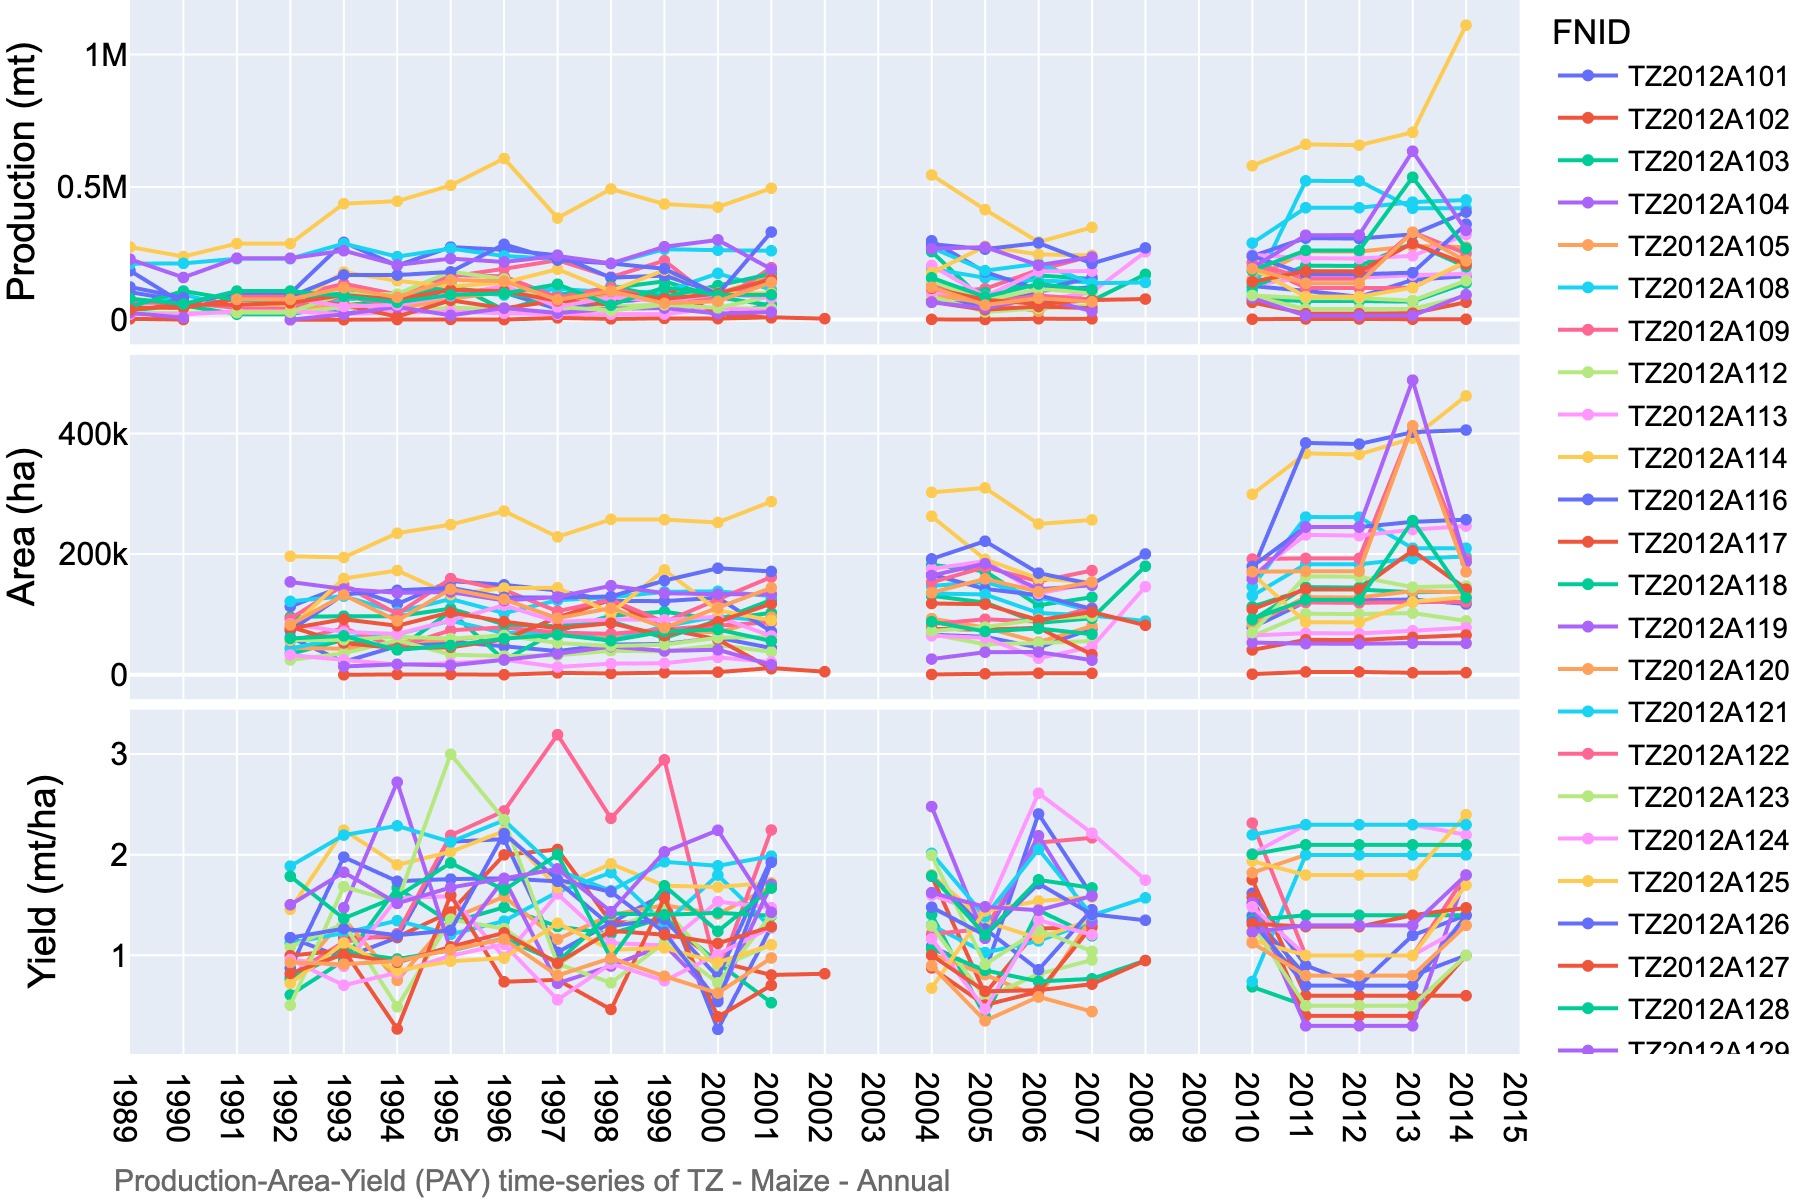 FNID
TZ2012A101
TZ2012A102
TZ2012A103
TZ2012A104
TZ2012A105
TZ2012A108
TZ2012A109
TZ2012A112
TZ2012A113
TZ2012A114
TZ2012A116
TZ2012A117
TZ2012A118
TZ2012A119
TZ2012A120
TZ2012A121
TZ2012A122
TZ2012A123
TZ2012A124
TZ2012A125
TZ2012A126
TZ2012A127
TZ2012A128
TZ2012A129
Production (mt)
1M
0.5M
0
Area (ha)
400k
200k
0
Yield (mt/ha)
3
2
1
1989
1990
1991
1992
1993
1994
1995
1996
1997
1998
1999
2000
2001
2002
2003
2004
2005
2006
2007
2008
2009
2010
2011
2012
2013
2014
2015
Production-Area-Yield (PAY) time-series of TZ - Maize - Annual